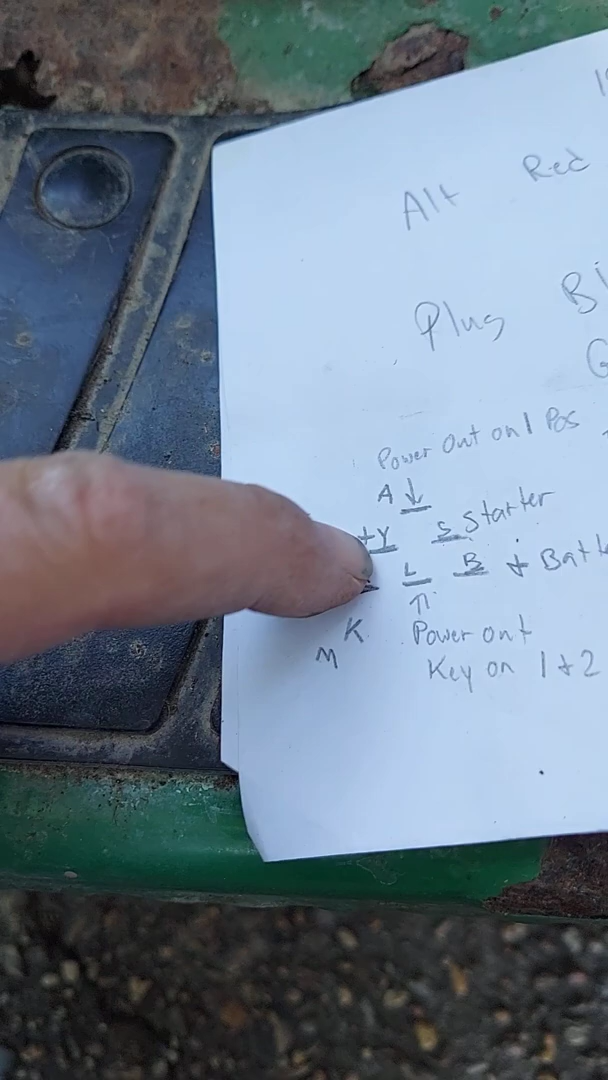 Alt Red
Plug
Power out on 1 Pos
A ↓
+Y S Starter
L B + Batt
K Power out
M Key on 1+2